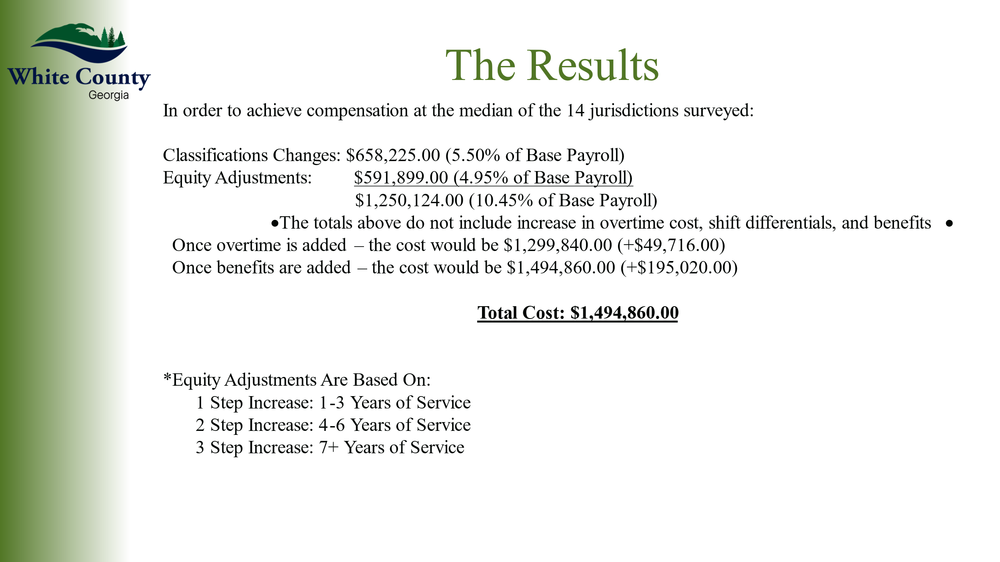 White County
Georgia
The Results
In order to achieve compensation at the median of the 14 jurisdictions surveyed:
Classifications Changes: $658,225.00 (5.50% of Base Payroll)
Equity Adjustments: $591,899.00 (4.95% of Base Payroll)
$1,250,124.00 (10.45% of Base Payroll)
•The totals above do not include increase in overtime cost, shift differentials, and benefits •
Once overtime is added – the cost would be $1,299,840.00 (+$49,716.00)
Once benefits are added – the cost would be $1,494,860.00 (+$195,020.00)
Total Cost: $1,494,860.00
*Equity Adjustments Are Based On:
1 Step Increase: 1-3 Years of Service
2 Step Increase: 4-6 Years of Service
3 Step Increase: 7+ Years of Service